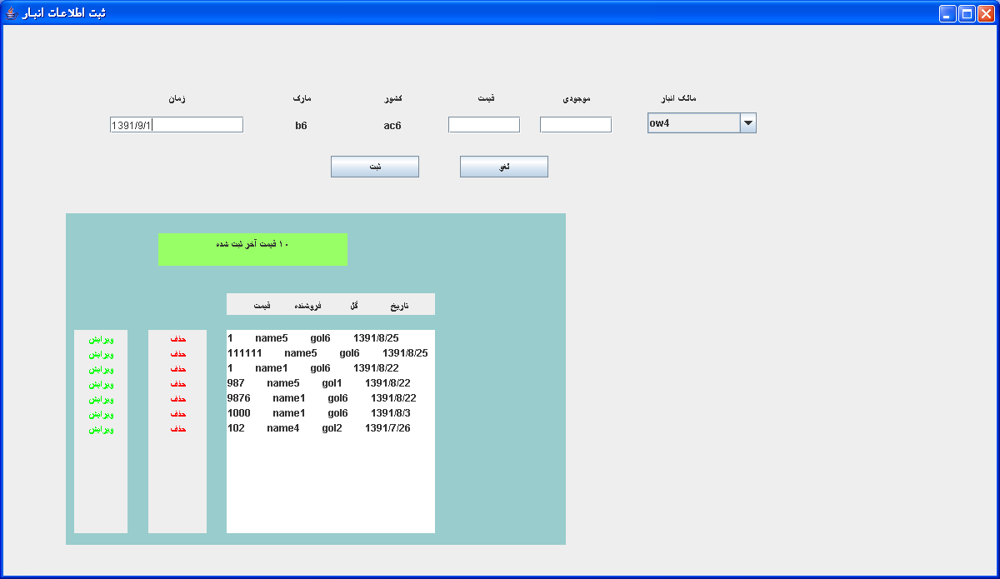 ثبت اطلاعات انبار
زمان مارک کشور قیمت موجودی مالک انبار
1391/9/1 b6 ac6 ow4
ثبت لغو
۱۰ قیمت آخر ثبت شده
قیمت فروشنده گل تاریخ
ویرایش حذف 1 name5 gol6 1391/8/25
ویرایش حذف 111111 name5 gol6 1391/8/25
ویرایش حذف 1 name1 gol6 1391/8/22
ویرایش حذف 987 name5 gol1 1391/8/22
ویرایش حذف 9876 name1 gol6 1391/8/22
ویرایش حذف 1000 name1 gol6 1391/8/3
ویرایش حذف 102 name4 gol2 1391/7/26